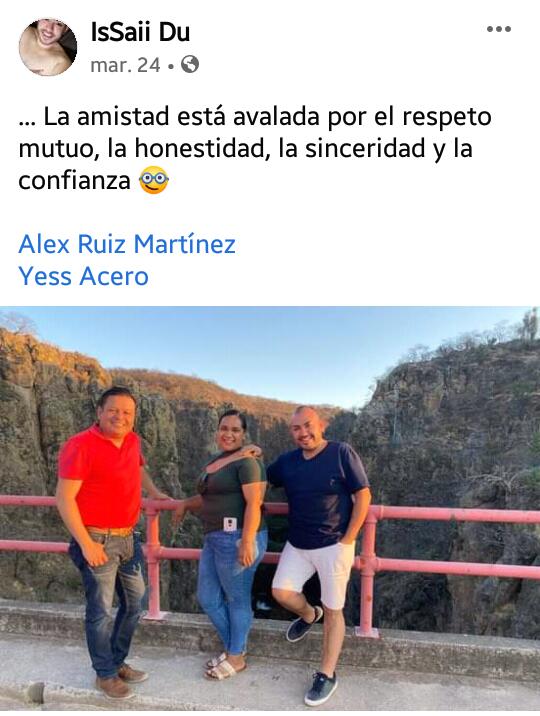 IsSaii Du
mar. 24 •
... La amistad está avalada por el respeto
mutuo, la honestidad, la sinceridad y la
confianza 🤓
Alex Ruiz Martínez
Yess Acero